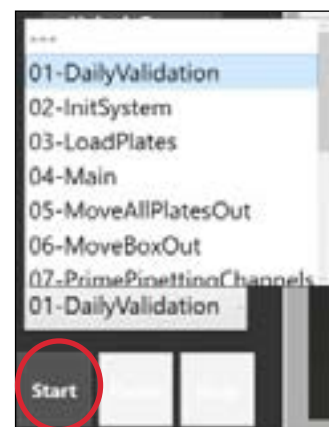 ---
01-DailyValidation
02-InitSystem
03-LoadPlates
04-Main
05-MoveAllPlatesOut
06-MoveBoxOut
07-PrimePipettingChannels
01-DailyValidation
Start